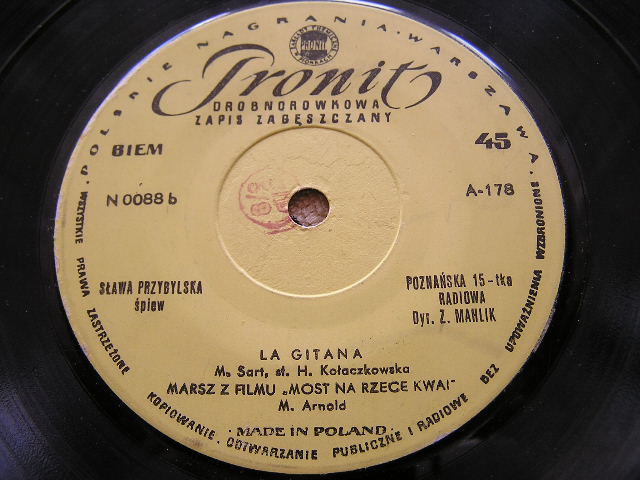 POLSKIE NAGRANIA · WARSZAWA ·
PRONIT
Pronit
DROBNOROWKOWA
ZAPIS ZAGĘSZCZANY
BIEM
45
N 0088 b
A-178
SŁAWA PRZYBYLSKA
śpiew
POZNAŃSKA 15-tka
RADIOWA
Dyr. Z. MAHLIK
LA GITANA
M. Sart, sł. H. Kołaczkowska
MARSZ Z FILMU „MOST NA RZECE KWAI"
M. Arnold
· MADE IN POLAND ·
· WSZYSTKIE PRAWA ZASTRZEŻONE · KOPIOWANIE · ODTWARZANIE PUBLICZNE I RADIOWE BEZ UPOWAŻNIENIA WZBRONIONE